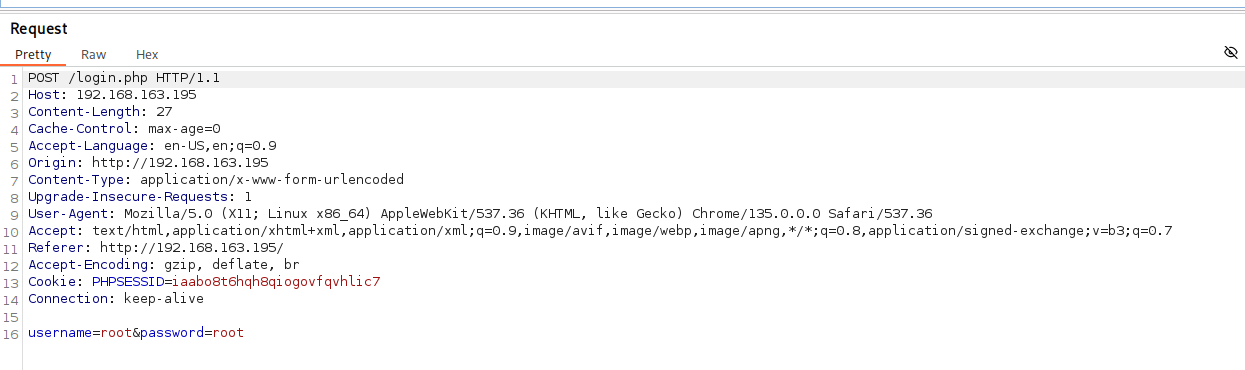 Request
Pretty Raw Hex
1 POST /login.php HTTP/1.1
2 Host: 192.168.163.195
3 Content-Length: 27
4 Cache-Control: max-age=0
5 Accept-Language: en-US,en;q=0.9
6 Origin: http://192.168.163.195
7 Content-Type: application/x-www-form-urlencoded
8 Upgrade-Insecure-Requests: 1
9 User-Agent: Mozilla/5.0 (X11; Linux x86_64) AppleWebKit/537.36 (KHTML, like Gecko) Chrome/135.0.0.0 Safari/537.36
10 Accept: text/html,application/xhtml+xml,application/xml;q=0.9,image/avif,image/webp,image/apng,*/*;q=0.8,application/signed-exchange;v=b3;q=0.7
11 Referer: http://192.168.163.195/
12 Accept-Encoding: gzip, deflate, br
13 Cookie: PHPSESSID=iaabo8t6hqh8qiogovfqvhlic7
14 Connection: keep-alive
15
16 username=root&password=root